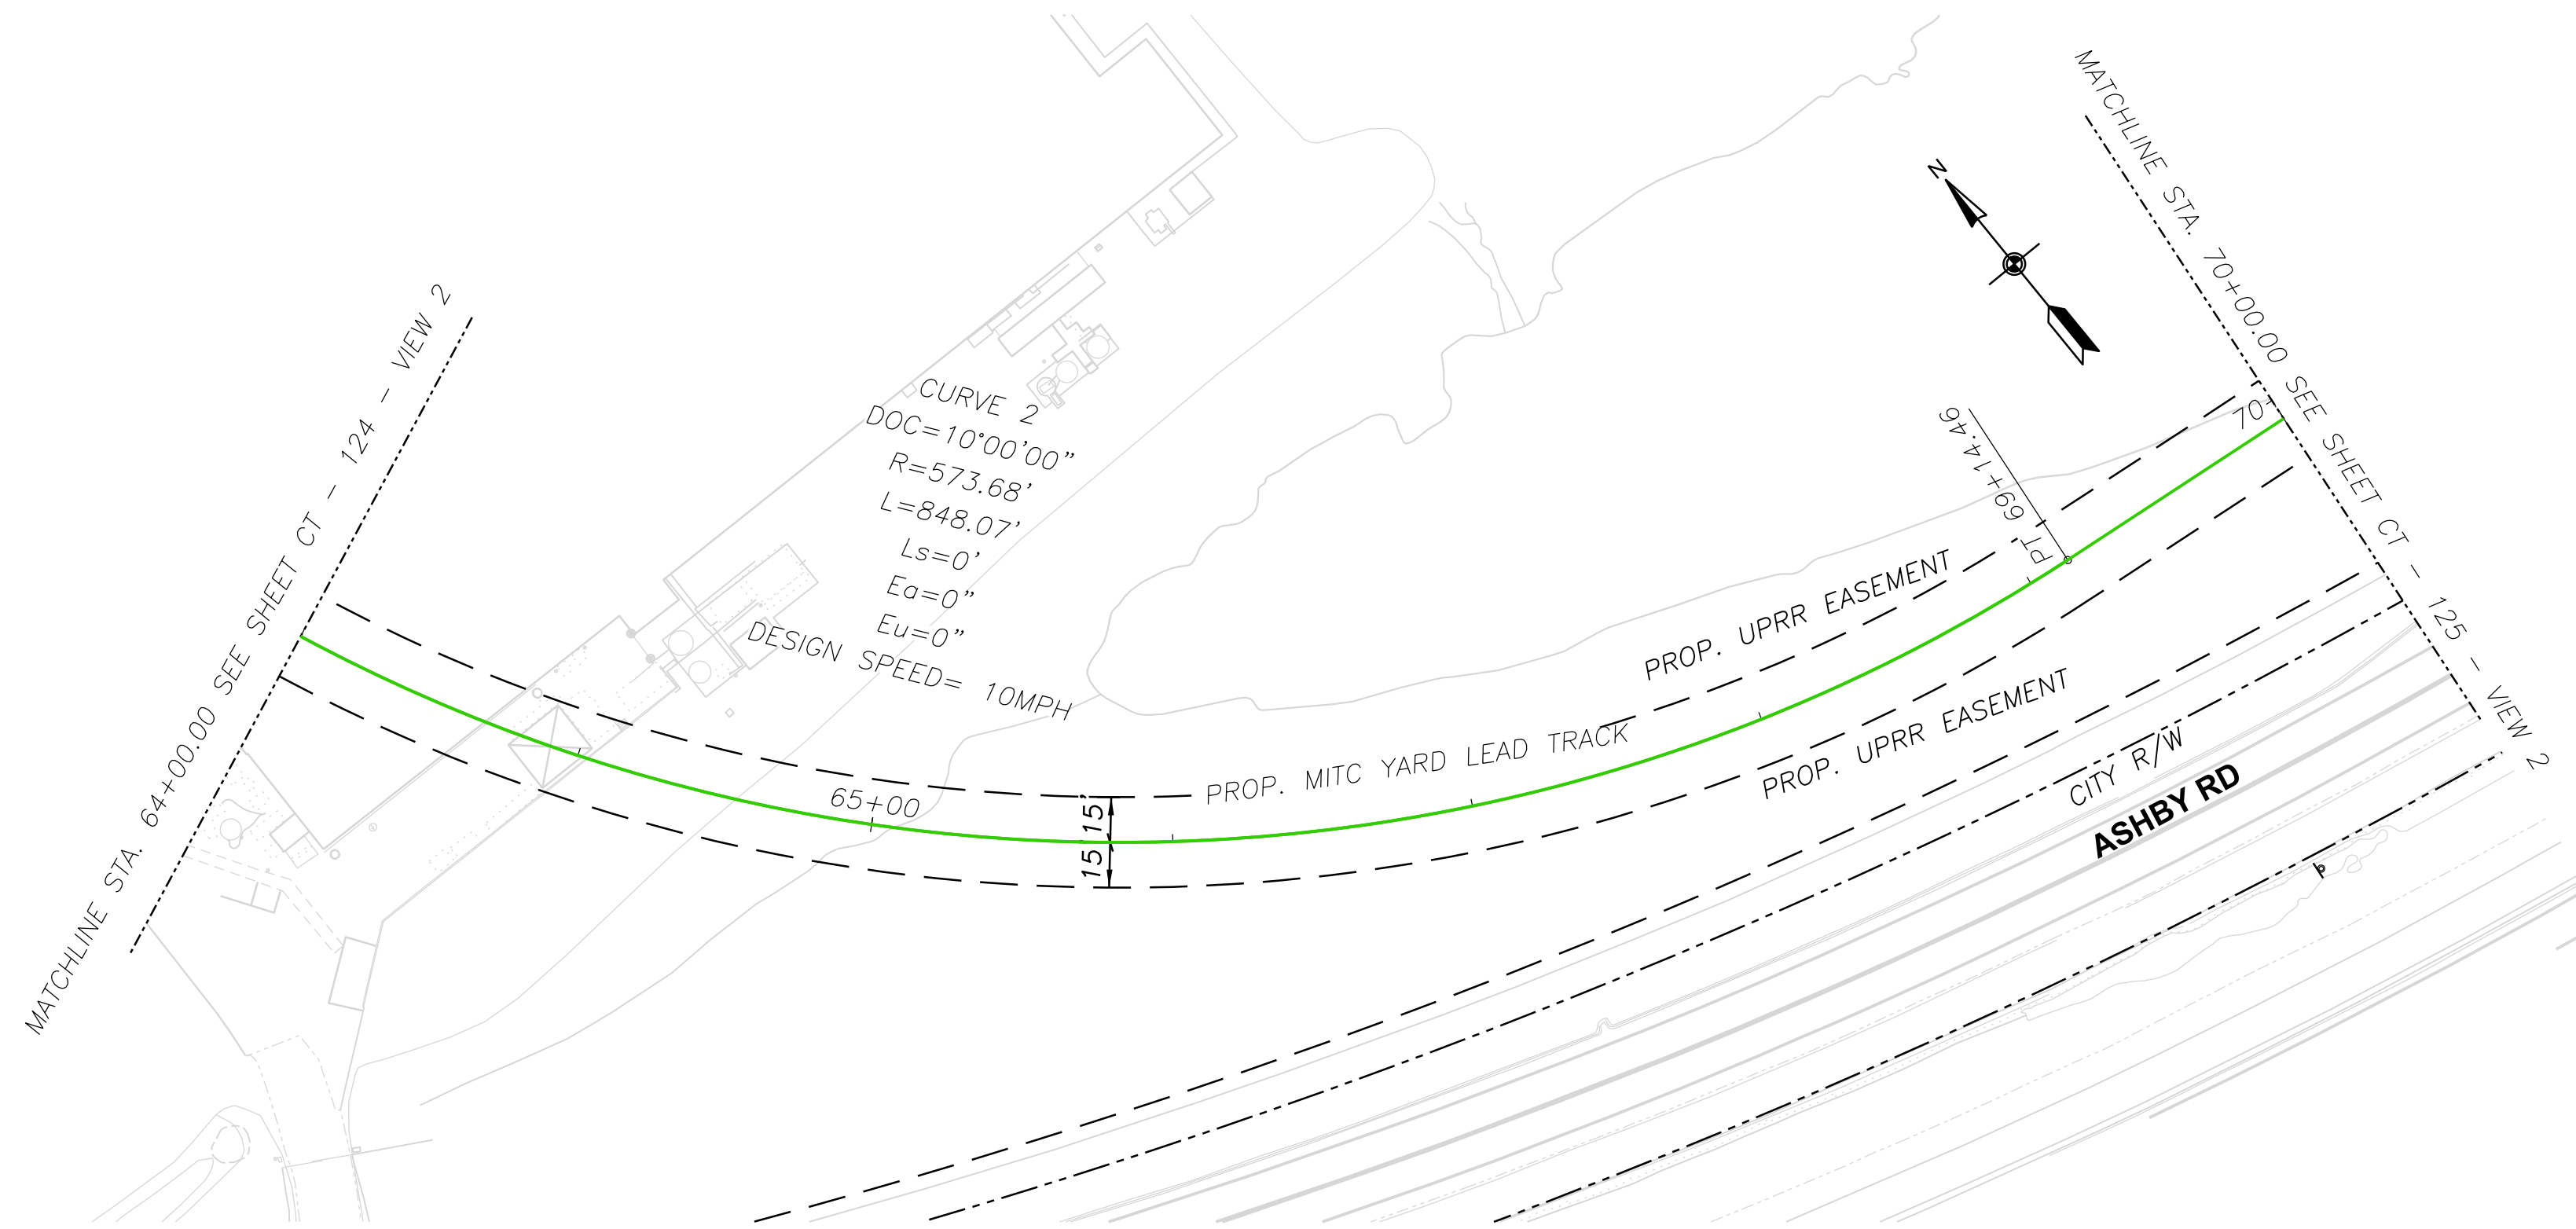 MATCHLINE STA. 64+00.00 SEE SHEET CT - 124 - VIEW 2
CURVE 2
DOC=10°00'00"
R=573.68'
L=848.07'
Ls=0'
Ea=0"
Eu=0"
DESIGN SPEED= 10MPH
65+00
15'
15'
PROP. MITC YARD LEAD TRACK
PROP. UPRR EASEMENT
PROP. UPRR EASEMENT
PT 69+14.46
N
70
MATCHLINE STA. 70+00.00 SEE SHEET CT - 125 - VIEW 2
CITY R/W
ASHBY RD